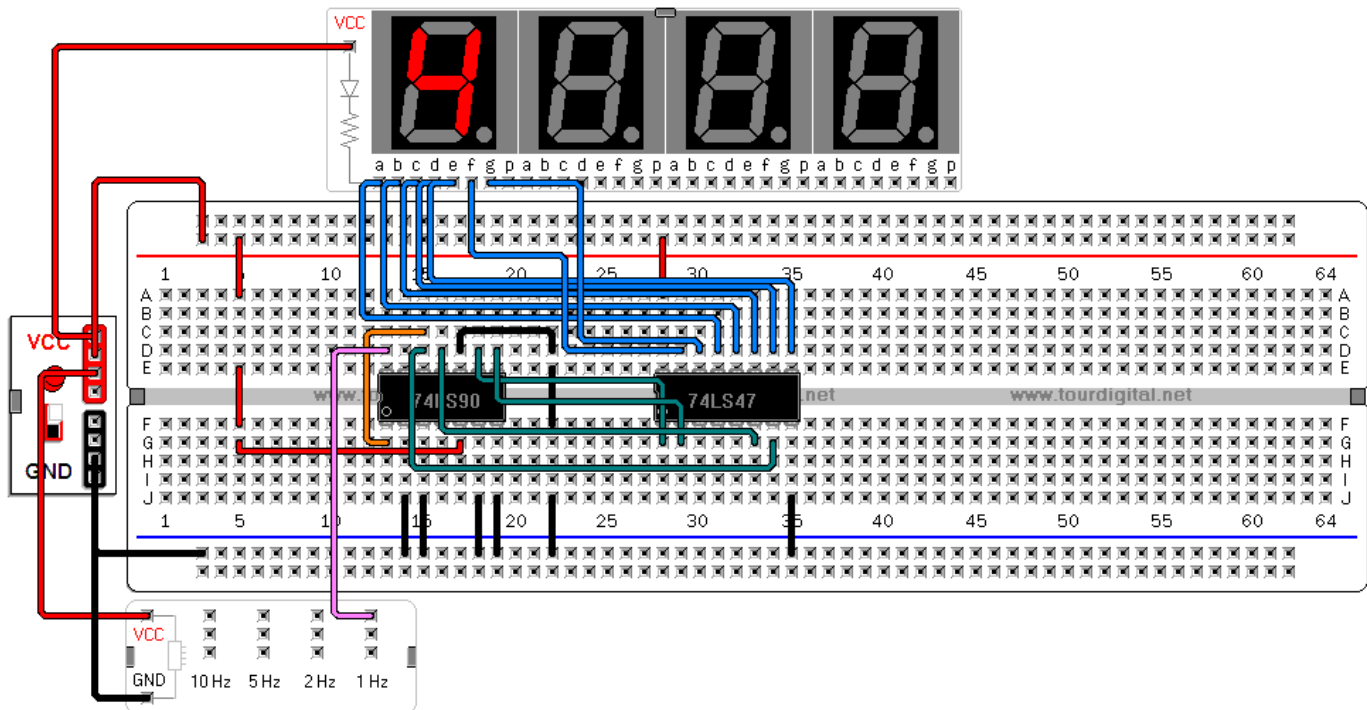 VCC
a b c d e f g p a b c d e f g p a b c d e f g p a b c d e f g p
1 5 10 15 20 25 30 35 40 45 50 55 60 64
A A
B B
C C
VCC
D D
E E
74LS90
74LS47
.net
www.tourdigital.net
F F
G G
GND
H H
I I
J J
1 5 10 15 20 25 30 35 40 45 50 55 60 64
VCC
GND 10 Hz 5 Hz 2 Hz 1 Hz